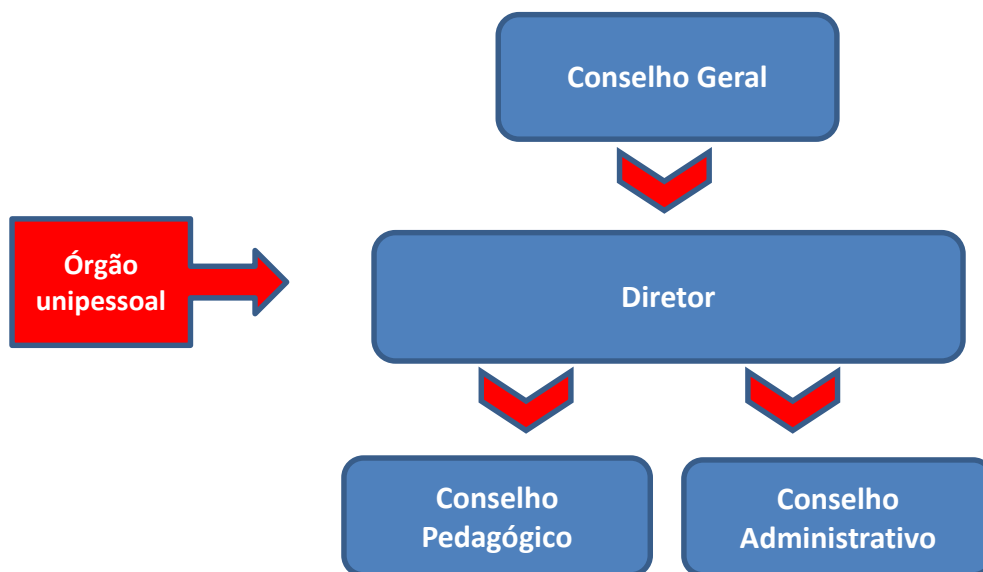 Conselho Geral
Órgão
unipessoal
Diretor
Conselho
Pedagógico
Conselho
Administrativo